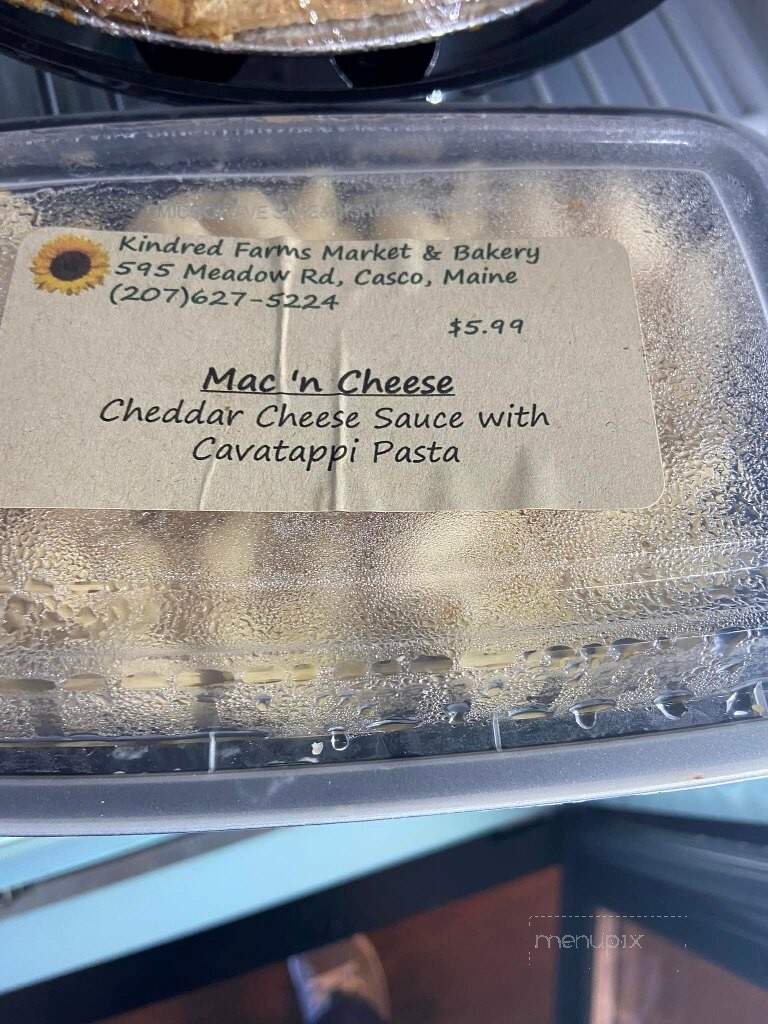 Kindred Farms Market & Bakery
595 Meadow Rd, Casco, Maine
(207)627-5224
$5.99
Mac 'n Cheese
Cheddar Cheese Sauce with
Cavatappi Pasta
menupix